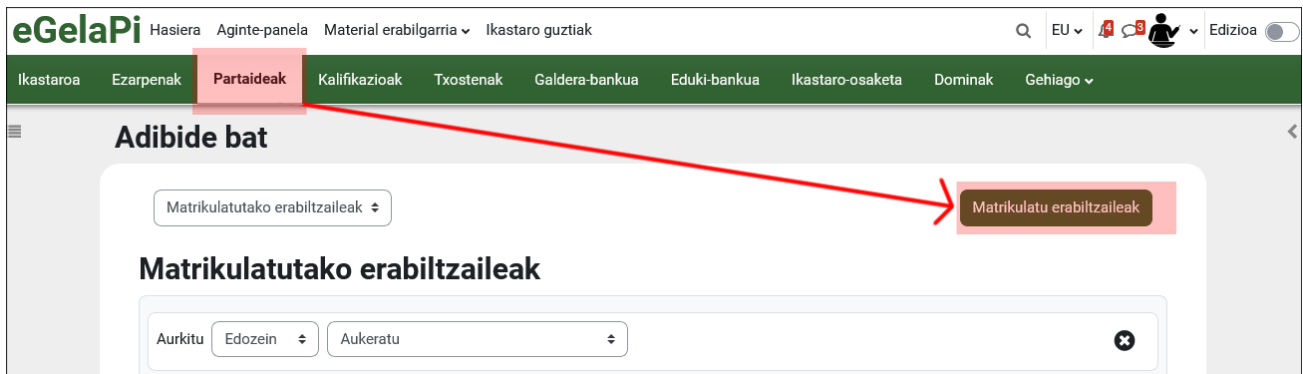 eGelaPi Hasiera Aginte-panela Material erabilgarria Ikastaro guztiak EU 4 3 Edizioa
Ikastaroa Ezarpenak Partaideak Kalifikazioak Txostenak Galdera-bankua Eduki-bankua Ikastaro-osaketa Dominak Gehiago
Adibide bat
Matrikulatutako erabiltzaileak Matrikulatu erabiltzaileak
Matrikulatutako erabiltzaileak
Aurkitu Edozein Aukeratu